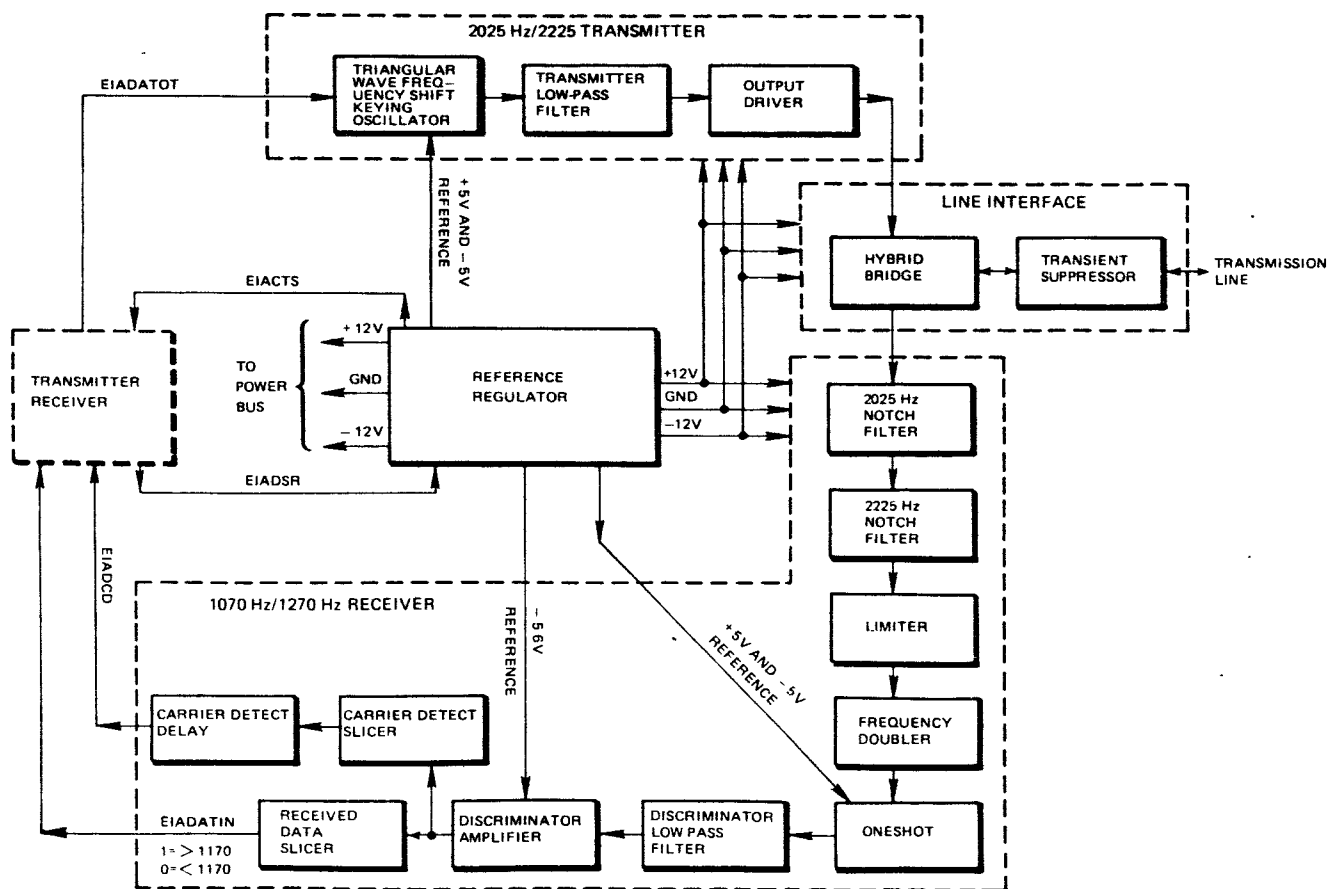 2025 Hz/2225 TRANSMITTER
EIADATOT
TRIANGULAR
WAVE FREQ-
UENCY SHIFT
KEYING
OSCILLATOR
TRANSMITTER
LOW-PASS
FILTER
OUTPUT
DRIVER
+5V AND -5V
REFERENCE
LINE INTERFACE
HYBRID
BRIDGE
TRANSIENT
SUPPRESSOR
TRANSMISSION
LINE
EIACTS
+12V
GND
-12V
TO
POWER
BUS
TRANSMITTER
RECEIVER
REFERENCE
REGULATOR
+12V
GND
-12V
EIADSR
2025 Hz
NOTCH
FILTER
2225 Hz
NOTCH
FILTER
LIMITER
FREQUENCY
DOUBLER
EIADCD
1070 Hz/1270 Hz RECEIVER
-56V
REFERENCE
+5V AND -5V
REFERENCE
CARRIER DETECT
DELAY
CARRIER DETECT
SLICER
EIADATIN
1=>1170
0=<1170
RECEIVED
DATA
SLICER
DISCRIMINATOR
AMPLIFIER
DISCRIMINATOR
LOW PASS
FILTER
ONESHOT